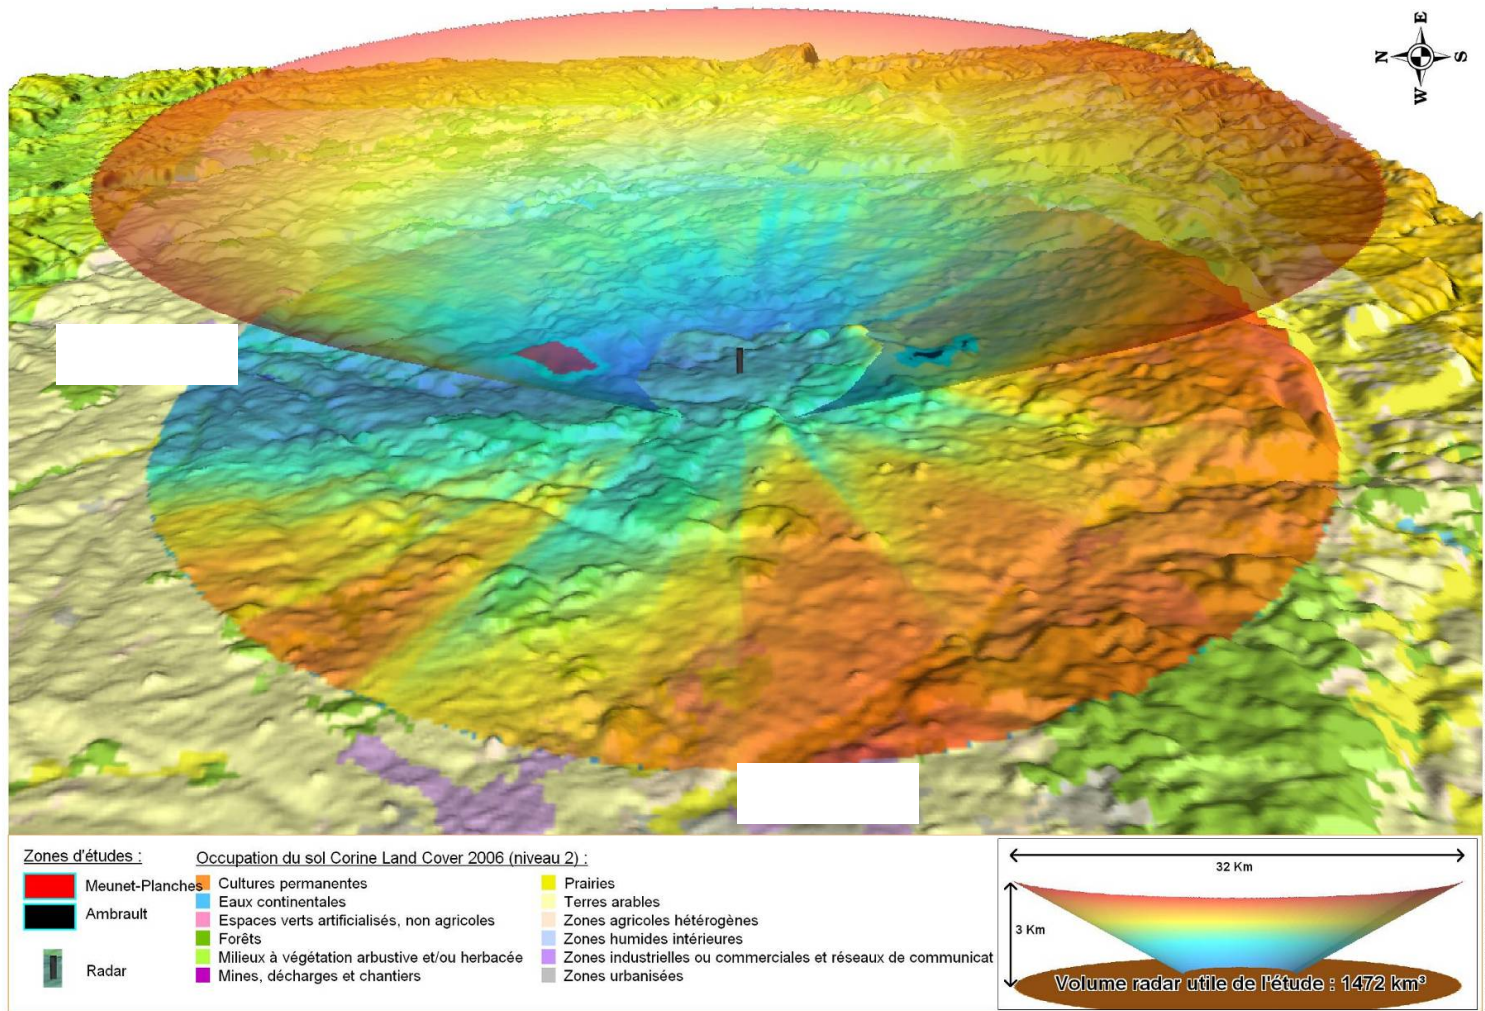 E
N
S
W
Zones d'études :
Meunet-Planches
Ambrault
Radar
Occupation du sol Corine Land Cover 2006 (niveau 2) :
Cultures permanentes
Eaux continentales
Espaces verts artificialisés, non agricoles
Forêts
Milieux à végétation arbustive et/ou herbacée
Mines, décharges et chantiers
Prairies
Terres arables
Zones agricoles hétérogènes
Zones humides intérieures
Zones industrielles ou commerciales et réseaux de communicat
Zones urbanisées
32 Km
3 Km
Volume radar utile de l'étude : 1472 km³